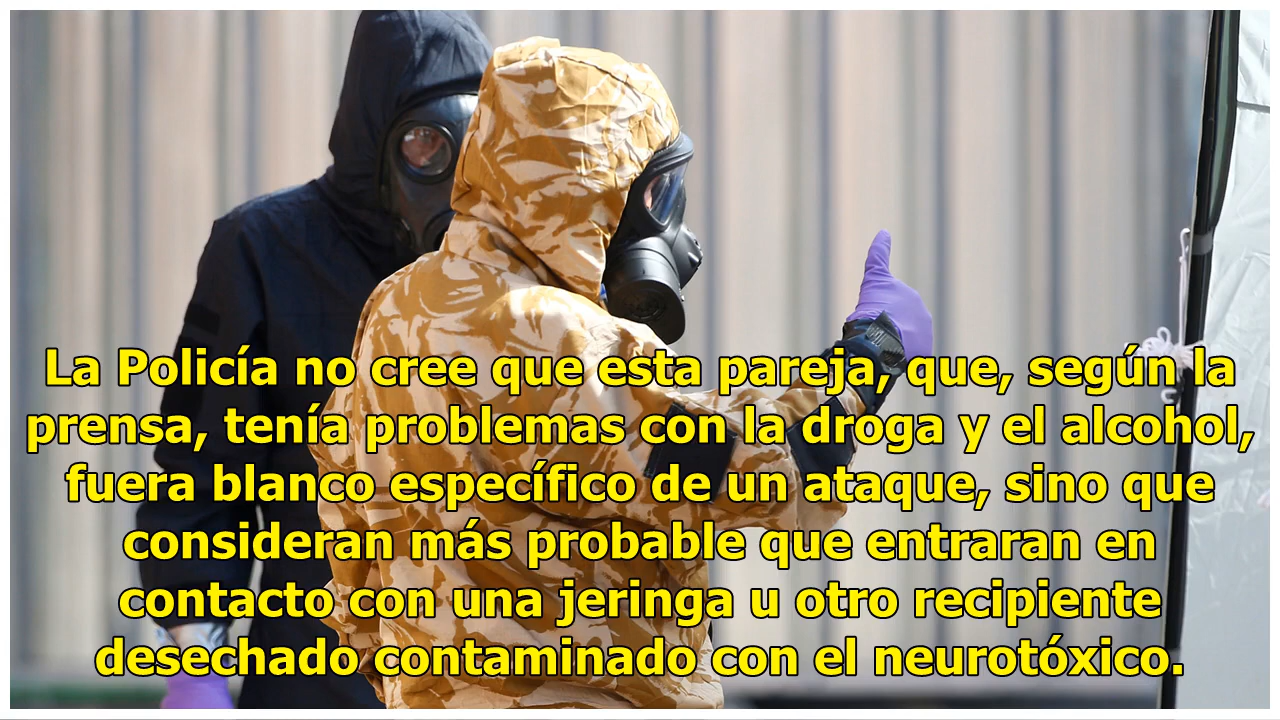 La Policía no cree que esta pareja, que, según la
prensa, tenía problemas con la droga y el alcohol,
fuera blanco específico de un ataque, sino que
consideran más probable que entraran en
contacto con una jeringa u otro recipiente
desechado contaminado con el neurotóxico.